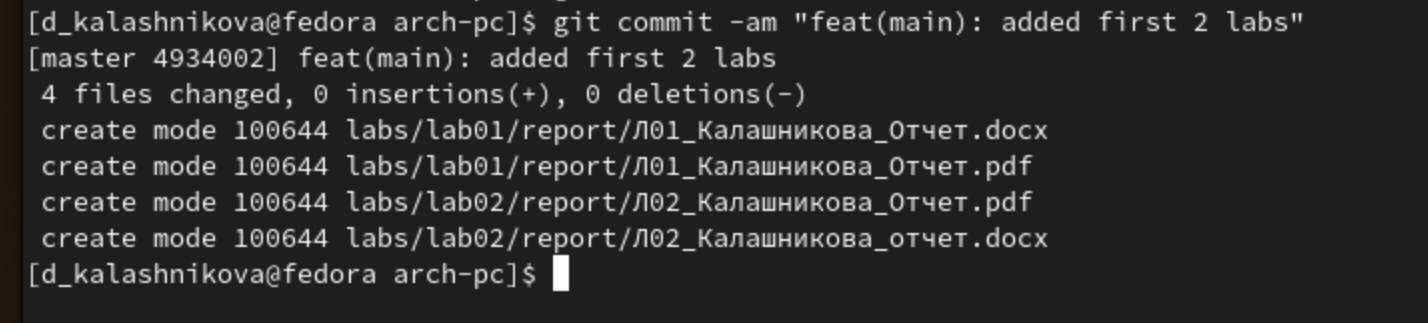 [d_kalashnikova@fedora arch-pc]$ git commit -am "feat(main): added first 2 labs"
[master 4934002] feat(main): added first 2 labs
 4 files changed, 0 insertions(+), 0 deletions(-)
 create mode 100644 labs/lab01/report/Л01_Калашникова_Отчет.docx
 create mode 100644 labs/lab01/report/Л01_Калашникова_Отчет.pdf
 create mode 100644 labs/lab02/report/Л02_Калашникова_Отчет.pdf
 create mode 100644 labs/lab02/report/Л02_Калашникова_отчет.docx
[d_kalashnikova@fedora arch-pc]$